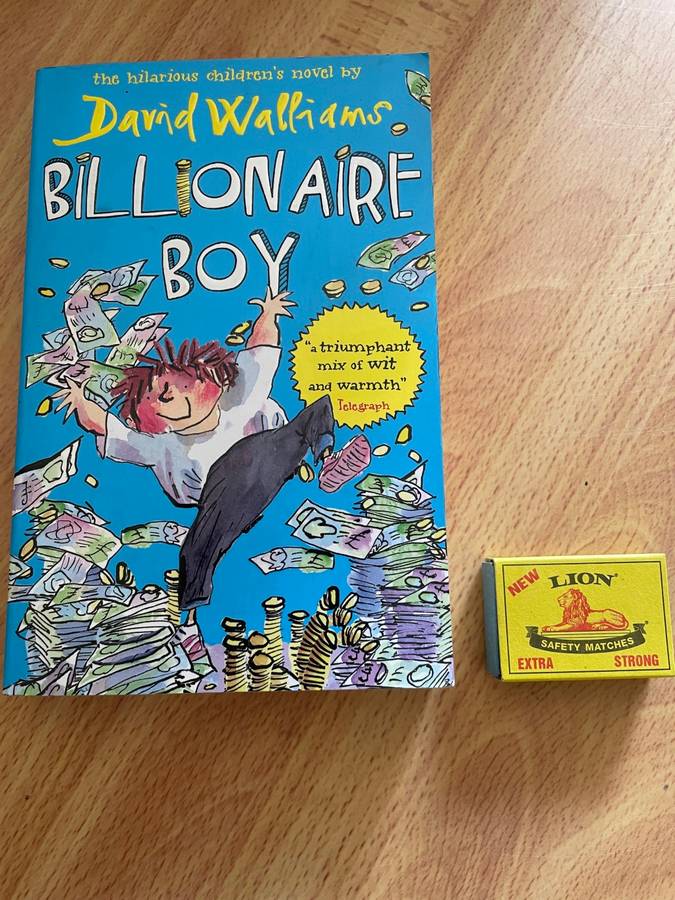 the hilarious children's novel by
David Walliams
BILLIONAIRE
BOY
"a triumphant
mix of wit
and warmth"
Telegraph
NEW
LION
SAFETY MATCHES
EXTRA STRONG